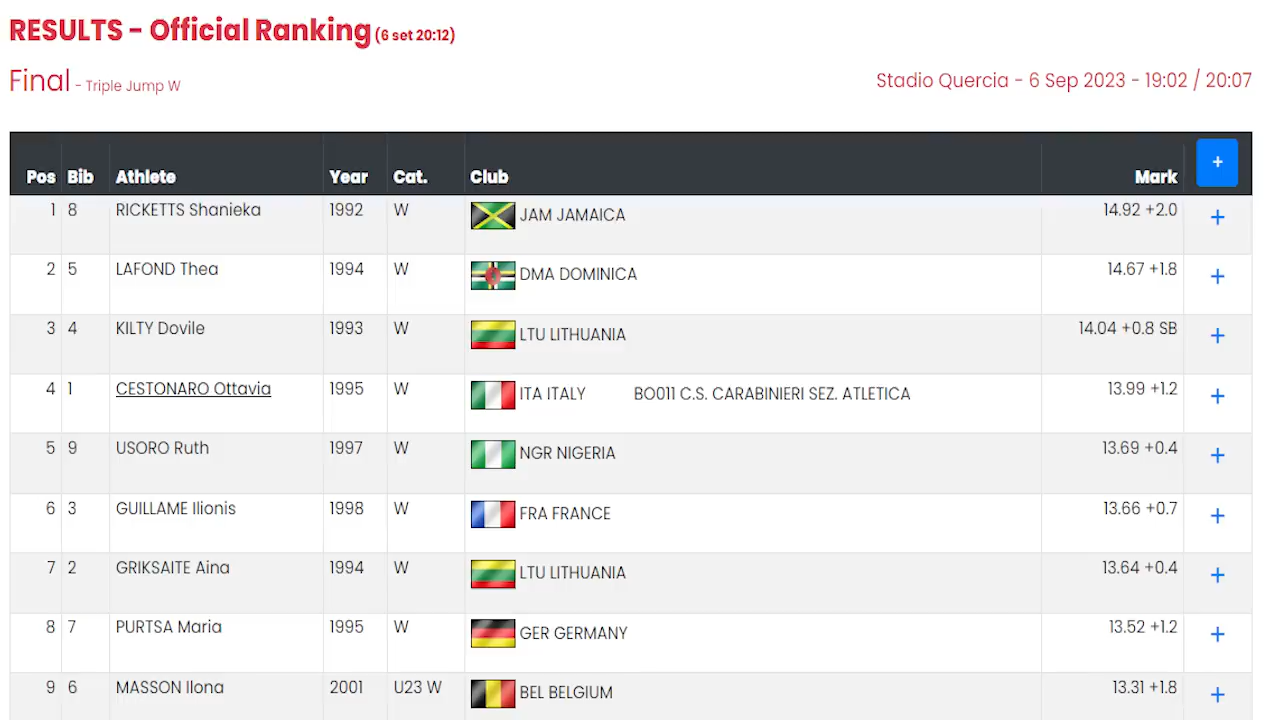 RESULTS - Official Ranking (6 set 20:12)
Final - Triple Jump W Stadio Quercia - 6 Sep 2023 - 19:02 / 20:07
Pos Bib Athlete Year Cat. Club Mark +
1 8 RICKETTS Shanieka 1992 W JAM JAMAICA 14.92 +2.0 +
2 5 LAFOND Thea 1994 W DMA DOMINICA 14.67 +1.8 +
3 4 KILTY Dovile 1993 W LTU LITHUANIA 14.04 +0.8 SB +
4 1 CESTONARO Ottavia 1995 W ITA ITALY BO011 C.S. CARABINIERI SEZ. ATLETICA 13.99 +1.2 +
5 9 USORO Ruth 1997 W NGR NIGERIA 13.69 +0.4 +
6 3 GUILLAME Ilionis 1998 W FRA FRANCE 13.66 +0.7 +
7 2 GRIKSAITE Aina 1994 W LTU LITHUANIA 13.64 +0.4 +
8 7 PURTSA Maria 1995 W GER GERMANY 13.52 +1.2 +
9 6 MASSON Ilona 2001 U23 W BEL BELGIUM 13.31 +1.8 +